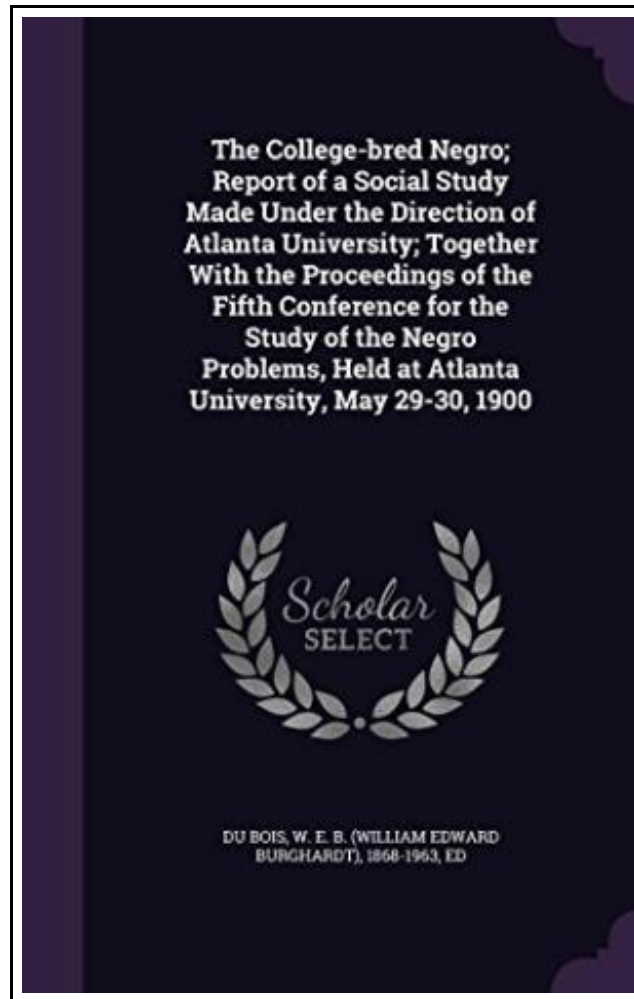 The College-bred Negro;
Report of a Social Study
Made Under the Direction of
Atlanta University; Together
With the Proceedings of the
Fifth Conference for the
Study of the Negro
Problems, Held at Atlanta
University, May 29-30, 1900
Scholar
SELECT
DU BOIS, W. E. B. (WILLIAM EDWARD
BURGHARDT), 1868-1963, ED